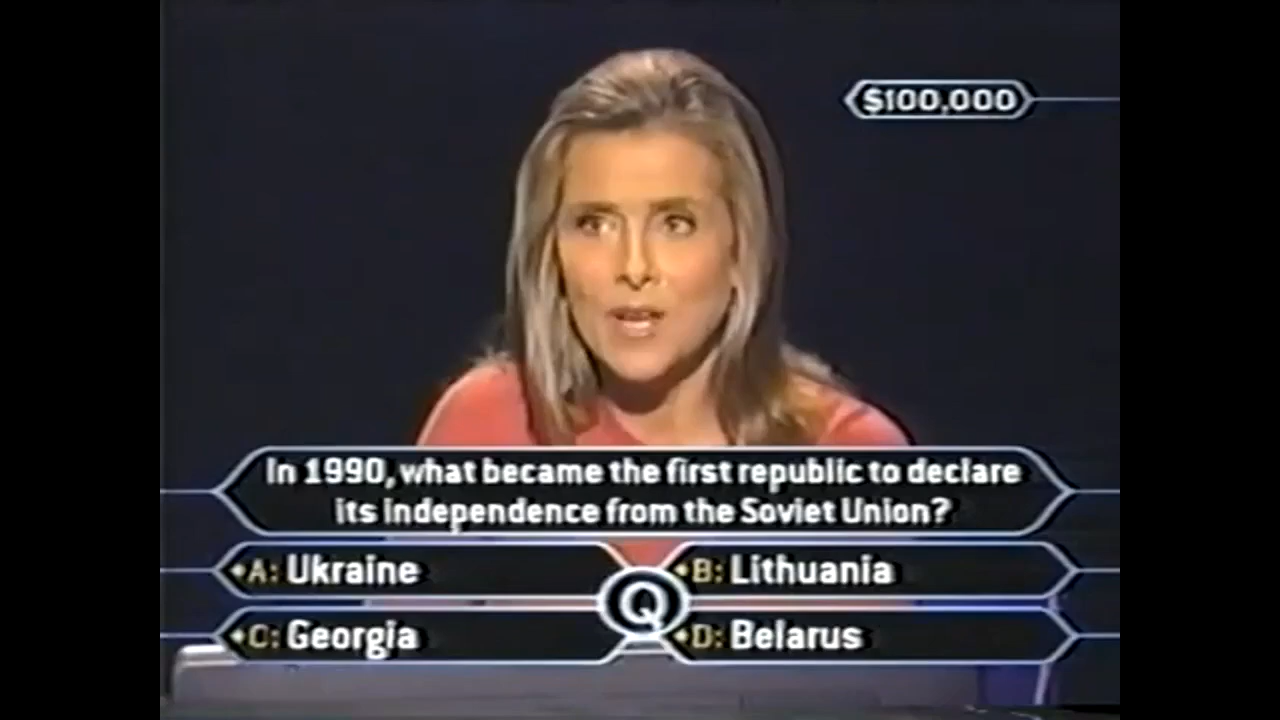 $100,000
In 1990, what became the first republic to declare
its independence from the Soviet Union?
A: Ukraine
B: Lithuania
Q
C: Georgia
D: Belarus